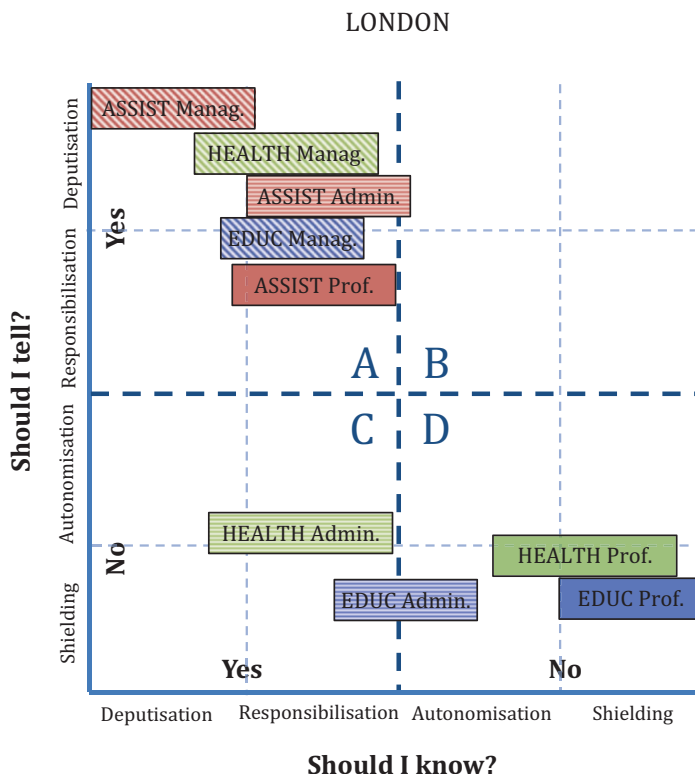 LONDON
ASSIST Manag.
HEALTH Manag.
ASSIST Admin.
EDUC Manag.
ASSIST Prof.
A
B
C
D
HEALTH Admin.
HEALTH Prof.
EDUC Admin.
EDUC Prof.
Should I tell?
Yes
No
Deputisation
Responsibilisation
Autonomisation
Shielding
Yes
No
Deputisation
Responsibilisation
Autonomisation
Shielding
Should I know?